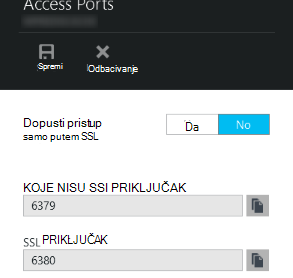 Access Ports
Spremi
Odbacivanje
Dopusti pristup
samo putem SSL
Da
No
KOJE NISU SSI PRIKLJUČAK
6379
SSL PRIKLJUČAK
6380